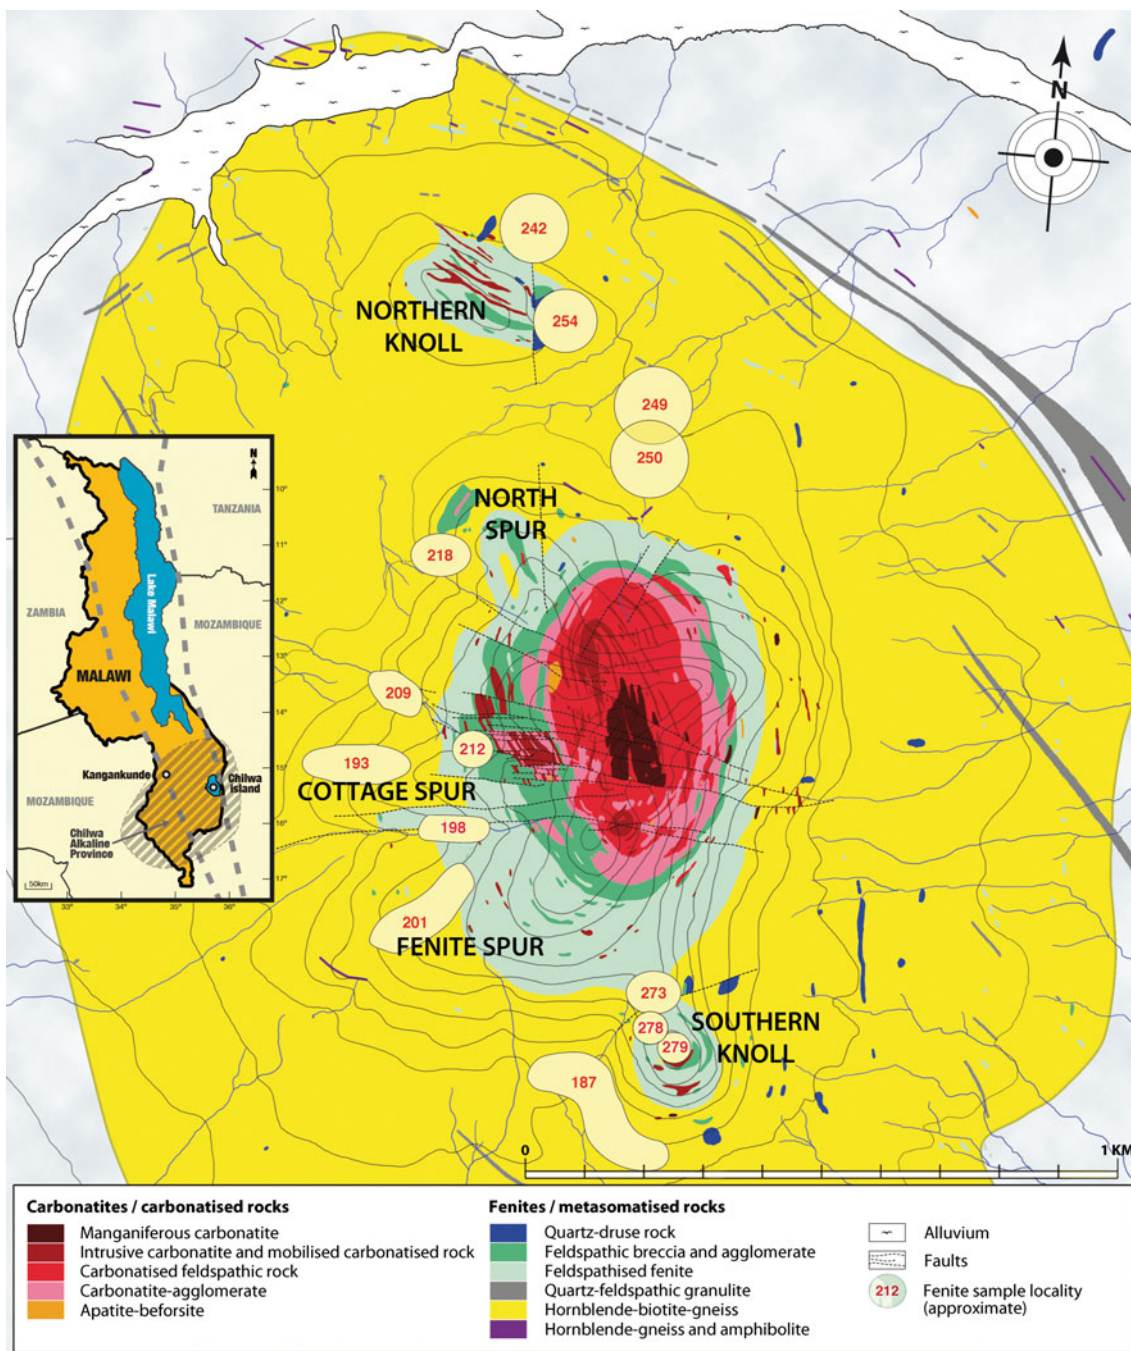 N
242
NORTHERN
KNOLL
254
249
250
NORTH
SPUR
218
209
212
193
COTTAGE SPUR
198
201
FENITE SPUR
273
278
279
SOUTHERN
KNOLL
187
0
1 KM
N
TANZANIA
ZAMBIA
Lake Malawi
MOZAMBIQUE
MALAWI
Kangankunde
Chilwa
island
MOZAMBIQUE
Chilwa
Alkaline
Province
50km
10°
11°
12°
13°
14°
15°
16°
17°
33°
34°
35°
36°
Carbonatites / carbonatised rocks
Manganiferous carbonatite
Intrusive carbonatite and mobilised carbonatised rock
Carbonatised feldspathic rock
Carbonatite-agglomerate
Apatite-beforsite
Fenites / metasomatised rocks
Quartz-druse rock
Feldspathic breccia and agglomerate
Feldspathised fenite
Quartz-feldspathic granulite
Hornblende-biotite-gneiss
Hornblende-gneiss and amphibolite
Alluvium
Faults
212
Fenite sample locality
(approximate)